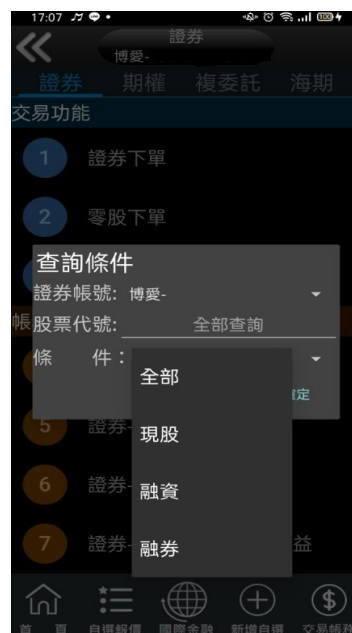 17:07
100
證券
博愛-
證券 期權 複委託 海期
交易功能
1 證券下單
2 零股下單
查詢條件
證券帳號: 博愛-
帳
股票代號: 全部查詢
條 件：
全部
定
現股
5 證券-
融資
6 證券-
融券
7 證券- 益
首 頁 自選報價 國際金融 新增自選 交易帳務